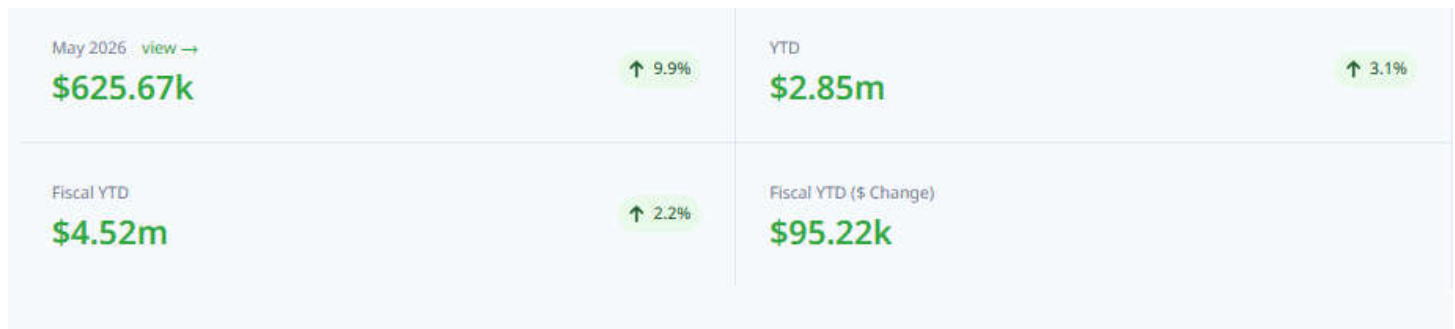 May 2026 view →
$625.67k
↑ 9.9%
YTD
$2.85m
↑ 3.1%
Fiscal YTD
$4.52m
↑ 2.2%
Fiscal YTD ($ Change)
$95.22k